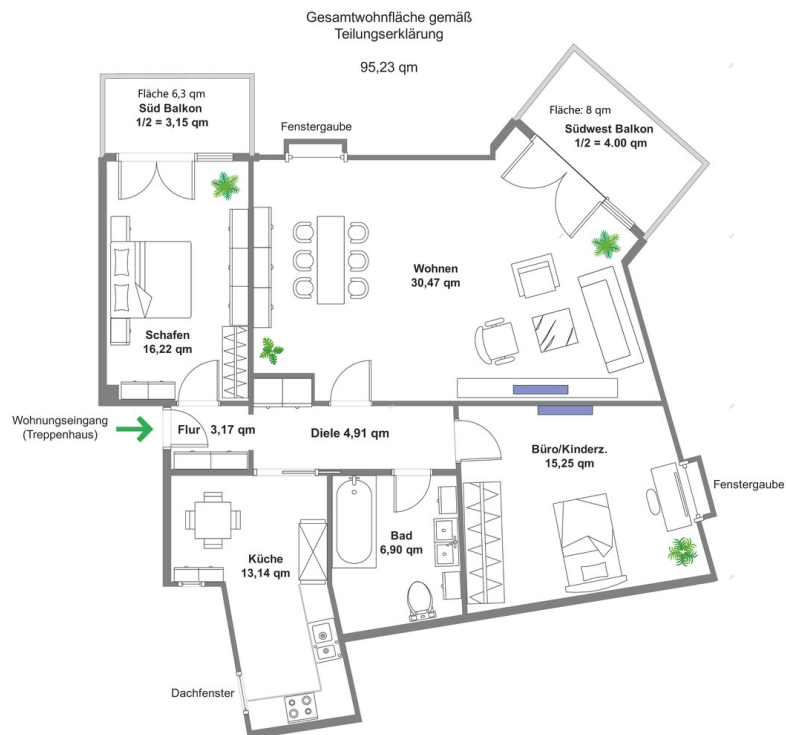 Gesamtwohnfläche gemäß
Teilungserklärung
95,23 qm
Fläche 6,3 qm
Süd Balkon
1/2 = 3,15 qm
Fenstergaube
Fläche: 8 qm
Südwest Balkon
1/2 = 4.00 qm
Wohnen
30,47 qm
Schafen
16,22 qm
Wohnungseingang
(Treppenhaus)
Flur 3,17 qm
Diele 4,91 qm
Büro/Kinderz.
15,25 qm
Fenstergaube
Bad
6,90 qm
Küche
13,14 qm
Dachfenster